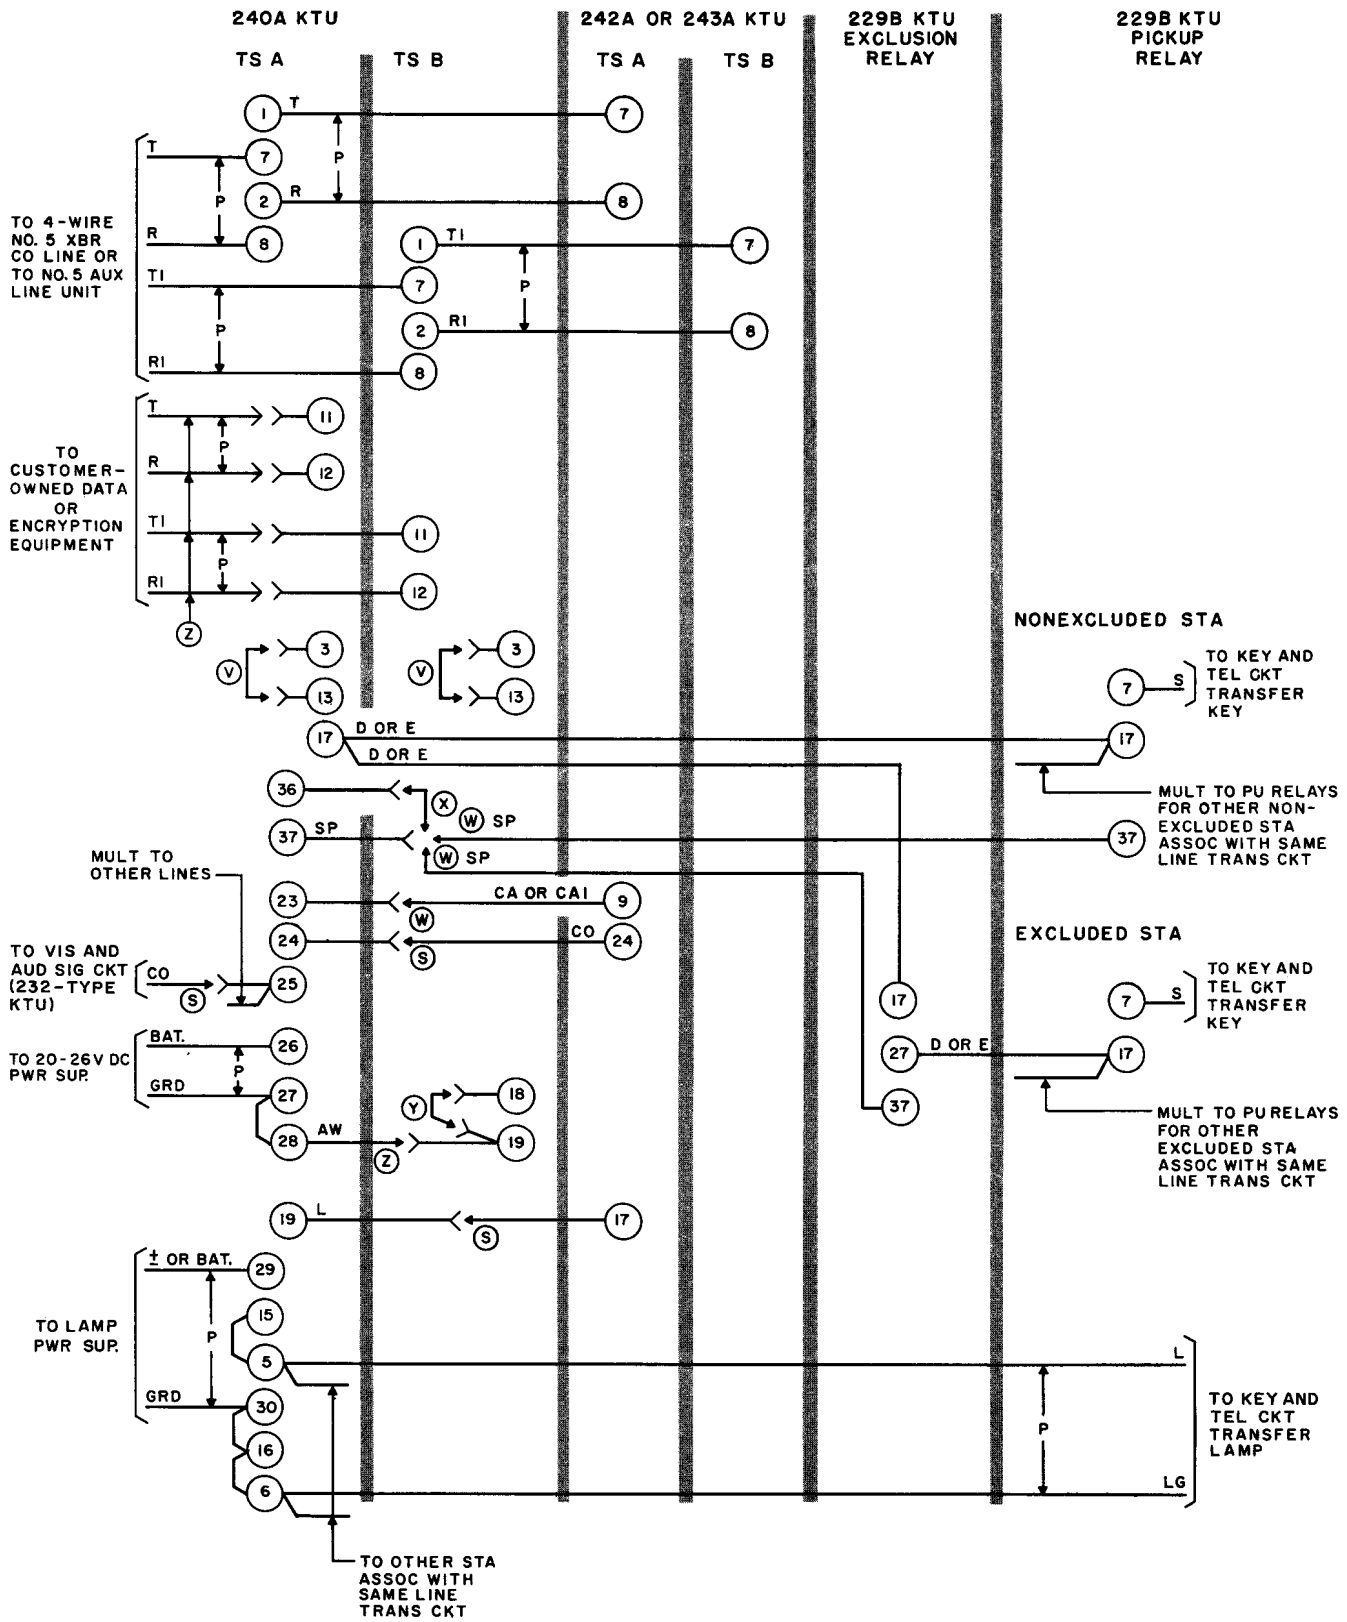 240A KTU
242A OR 243A KTU
229B KTU
EXCLUSION
RELAY
229B KTU
PICKUP
RELAY
TS A
TS B
TS A
TS B
1 T 7
T 7
P
P
2 R 8
R 8
TO 4-WIRE
NO. 5 XBR
CO LINE OR
TO NO. 5 AUX
LINE UNIT
1 T1 7
T1 7
P
P
2 R1 8
R1 8
TO
CUSTOMER-
OWNED DATA
OR
ENCRYPTION
EQUIPMENT
T 11
P
R 12
T1 11
P
R1 12
Z
V 3
13
V 3
13
NONEXCLUDED STA
7 S
TO KEY AND
TEL CKT
TRANSFER
KEY
17 D OR E 17
D OR E
36 X
W SP
37 SP 37
W SP
MULT TO PU RELAYS
FOR OTHER NON-
EXCLUDED STA
ASSOC WITH SAME
LINE TRANS CKT
MULT TO
OTHER LINES
23 CA OR CA1 9
W
24 CO 24
S
TO VIS AND
AUD SIG CKT
(232-TYPE
KTU)
CO 25
S
EXCLUDED STA
7 S
TO KEY AND
TEL CKT
TRANSFER
KEY
17
27 D OR E 17
37
MULT TO PU RELAYS
FOR OTHER
EXCLUDED STA
ASSOC WITH SAME
LINE TRANS CKT
TO 20-26V DC
PWR SUP.
BAT. 26
P
GRD 27
28 AW
Z
Y 18
19
19 L 17
S
TO LAMP
PWR SUP.
± OR BAT. 29
P
15
5 L
GRD 30
16
6 LG
P
TO KEY AND
TEL CKT
TRANSFER
LAMP
TO OTHER STA
ASSOC WITH
SAME LINE
TRANS CKT